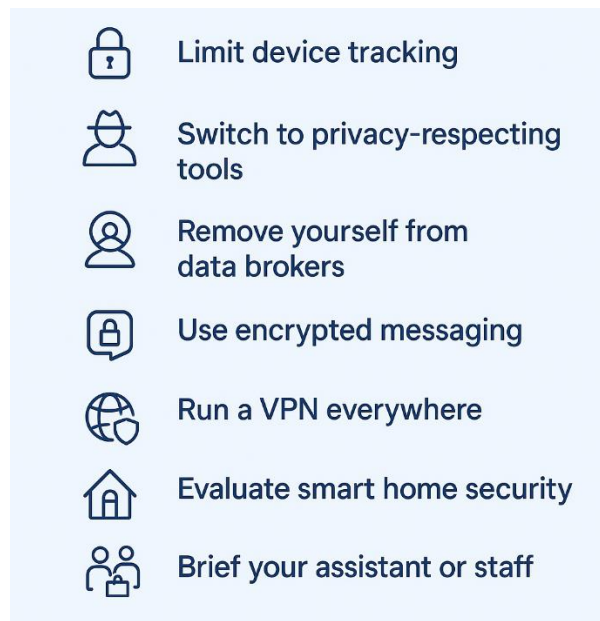 Limit device tracking
Switch to privacy-respecting
tools
Remove yourself from
data brokers
Use encrypted messaging
Run a VPN everywhere
Evaluate smart home security
Brief your assistant or staff